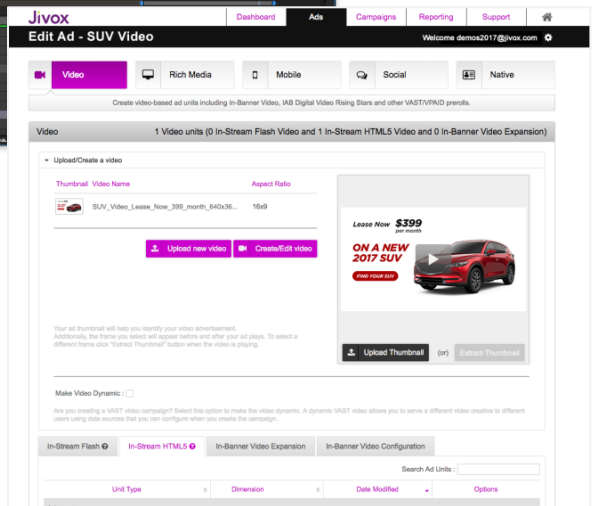 Jivox
Dashboard Ads Campaigns Reporting Support
Edit Ad - SUV Video
Welcome demos2017@jivox.com
Video Rich Media Mobile Social Native
Create video-based ad units including In-Banner Video, IAB Digital Video Rising Stars and other VAST/VPAID prerolls.
Video 1 Video units (0 In-Stream Flash Video and 1 In-Stream HTML5 Video and 0 In-Banner Video Expansion)
Upload/Create a video
Thumbnail Video Name Aspect Ratio
SUV_Video_Lease_Now_399_month_640x36... 16x9
Upload new video Create/Edit video
Lease Now $399
per month
ON A NEW
2017 SUV
FIND YOUR SUV
Your ad thumbnail will help you identify your video advertisement.
Additionally, the frame you select will appear before and after your ad plays. To select a
different frame click "Extract Thumbnail" button when the video is playing.
Upload Thumbnail (or) Extract Thumbnail
Make Video Dynamic :
Are you creating a VAST video campaign? Select this option to make the video dynamic. A dynamic VAST video allows you to serve a different video creative to different
users using data sources that you can configure when you create the campaign.
In-Stream Flash In-Stream HTML5 In-Banner Video Expansion In-Banner Video Configuration
Search Ad Units :
Unit Type Dimension Date Modified Options